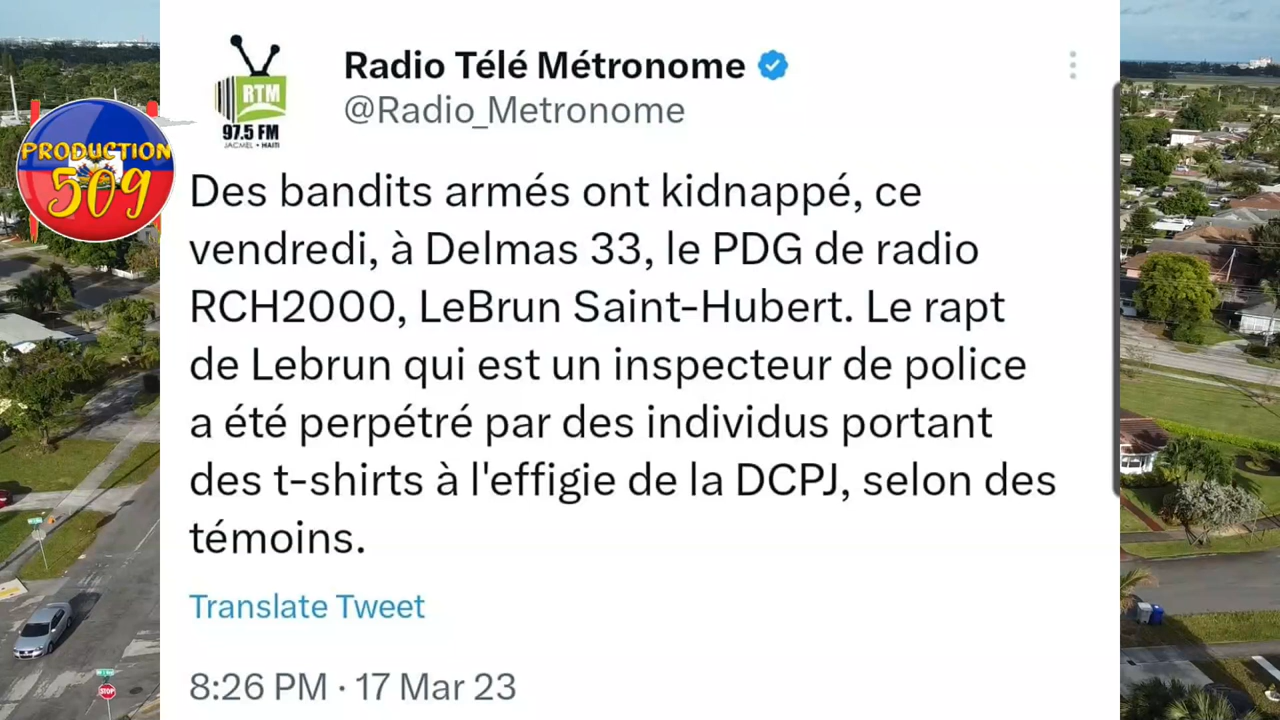 Radio Télé Métronome
@Radio_Metronome
RTM
97.5 FM
JACMEL • HAITI
PRODUCTION
509
Des bandits armés ont kidnappé, ce
vendredi, à Delmas 33, le PDG de radio
RCH2000, LeBrun Saint-Hubert. Le rapt
de Lebrun qui est un inspecteur de police
a été perpétré par des individus portant
des t-shirts à l'effigie de la DCPJ, selon des
témoins.
Translate Tweet
8:26 PM · 17 Mar 23
STOP